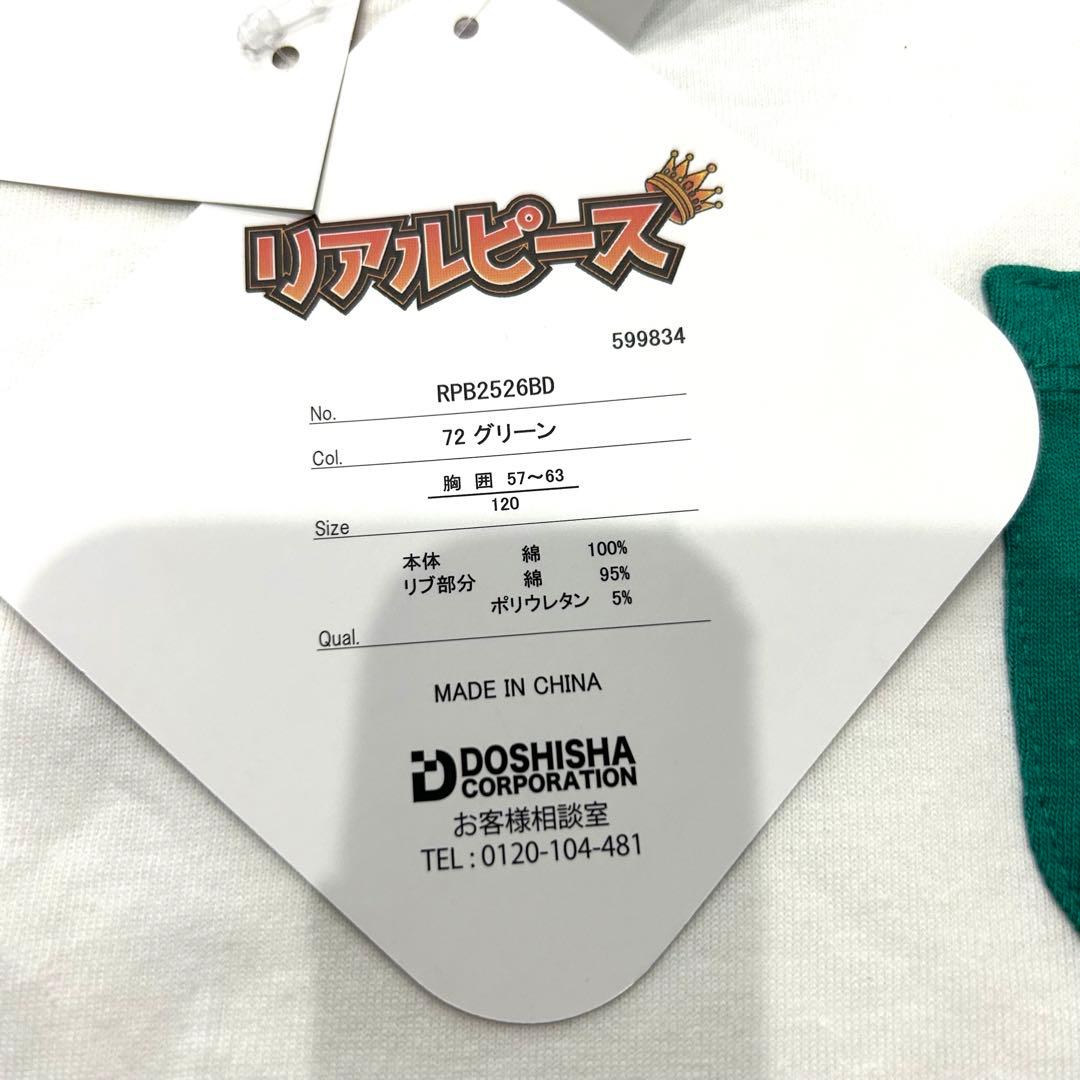 リアルピース
599834
No. RPB2526BD
Col. 72 グリーン
胸囲 57～63
Size 120
本体 綿 100%
リブ部分 綿 95%
ポリウレタン 5%
Qual.
MADE IN CHINA
DOSHISHA
CORPORATION
お客様相談室
TEL : 0120-104-481